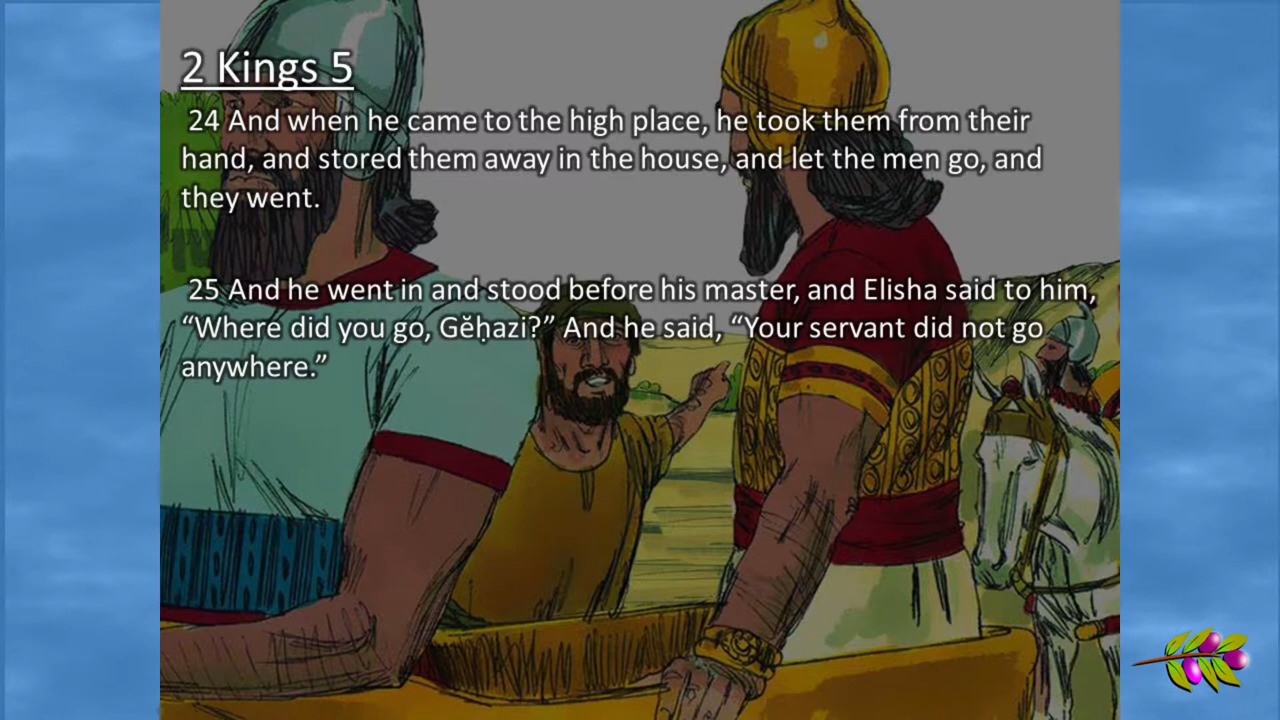 2 Kings 5
24 And when he came to the high place, he took them from their
hand, and stored them away in the house, and let the men go, and
they went.
25 And he went in and stood before his master, and Elisha said to him,
“Where did you go, Gĕḥazi?” And he said, “Your servant did not go
anywhere.”